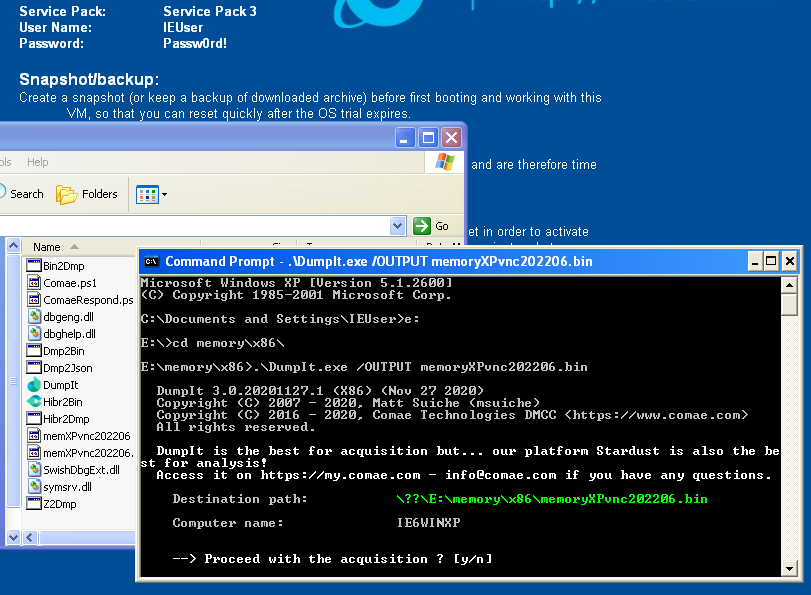 Service Pack: Service Pack 3
User Name: IEUser
Password: Passw0rd!
Snapshot/backup:
Create a snapshot (or keep a backup of downloaded archive) before first booting and working with this
VM, so that you can reset quickly after the OS trial expires.
and are therefore time
et in order to activate
ols Help
Search Folders
Go
Name
Bin2Dmp
Comae.ps1
ComaeRespond.ps
dbgeng.dll
dbghelp.dll
Dmp2Bin
Dmp2Json
DumpIt
Hibr2Bin
Hibr2Dmp
memXPvnc202206
memXPvnc202206.
SwishDbgExt.dll
symsrv.dll
Z2Dmp
Command Prompt - .\DumpIt.exe /OUTPUT memoryXPvnc202206.bin
Microsoft Windows XP [Version 5.1.2600]
(C) Copyright 1985-2001 Microsoft Corp.
C:\Documents and Settings\IEUser>e:
E:\>cd memory\x86\
E:\memory\x86>.\DumpIt.exe /OUTPUT memoryXPvnc202206.bin
DumpIt 3.0.20201127.1 (X86) (Nov 27 2020)
Copyright (C) 2007 - 2020, Matt Suiche (msuiche)
Copyright (C) 2016 - 2020, Comae Technologies DMCC <https://www.comae.com>
All rights reserved.
DumpIt is the best for acquisition but... our platform Stardust is also the be
st for analysis!
Access it on https://my.comae.com - info@comae.com if you have any questions.
Destination path: \??\E:\memory\x86\memoryXPvnc202206.bin
Computer name: IE6WINXP
--> Proceed with the acquisition ? [y/n]